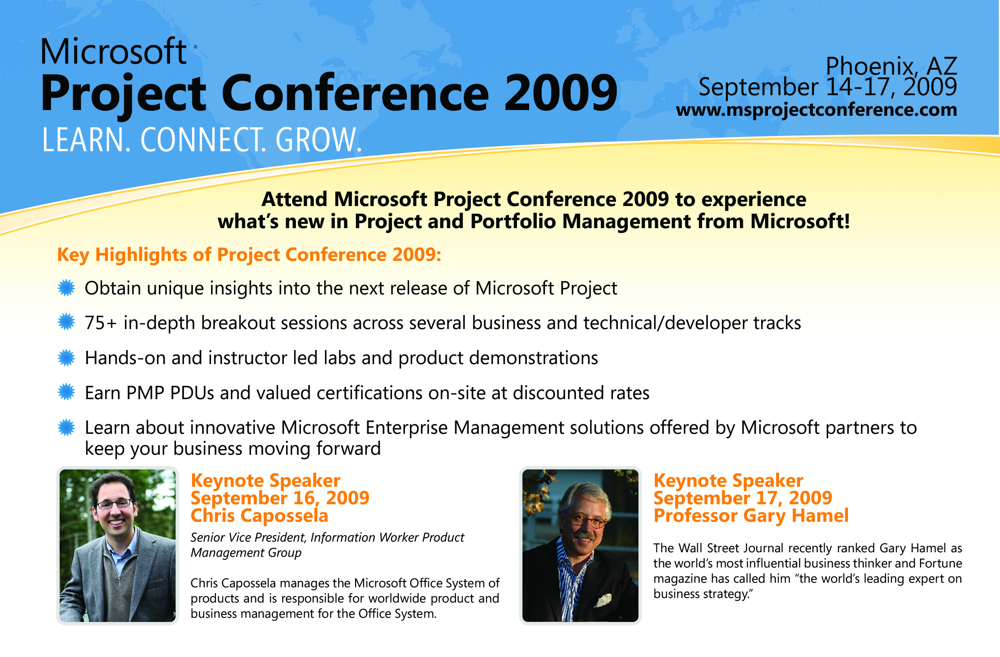 Microsoft®
Project Conference 2009
LEARN. CONNECT. GROW.
Phoenix, AZ
September 14-17, 2009
www.msprojectconference.com
Attend Microsoft Project Conference 2009 to experience
what’s new in Project and Portfolio Management from Microsoft!
Key Highlights of Project Conference 2009:
Obtain unique insights into the next release of Microsoft Project
75+ in-depth breakout sessions across several business and technical/developer tracks
Hands-on and instructor led labs and product demonstrations
Earn PMP PDUs and valued certifications on-site at discounted rates
Learn about innovative Microsoft Enterprise Management solutions offered by Microsoft partners to
keep your business moving forward
Keynote Speaker
September 16, 2009
Chris Capossela
Senior Vice President, Information Worker Product
Management Group
Chris Capossela manages the Microsoft Office System of
products and is responsible for worldwide product and
business management for the Office System.
Keynote Speaker
September 17, 2009
Professor Gary Hamel
The Wall Street Journal recently ranked Gary Hamel as
the world’s most influential business thinker and Fortune
magazine has called him “the world’s leading expert on
business strategy.”